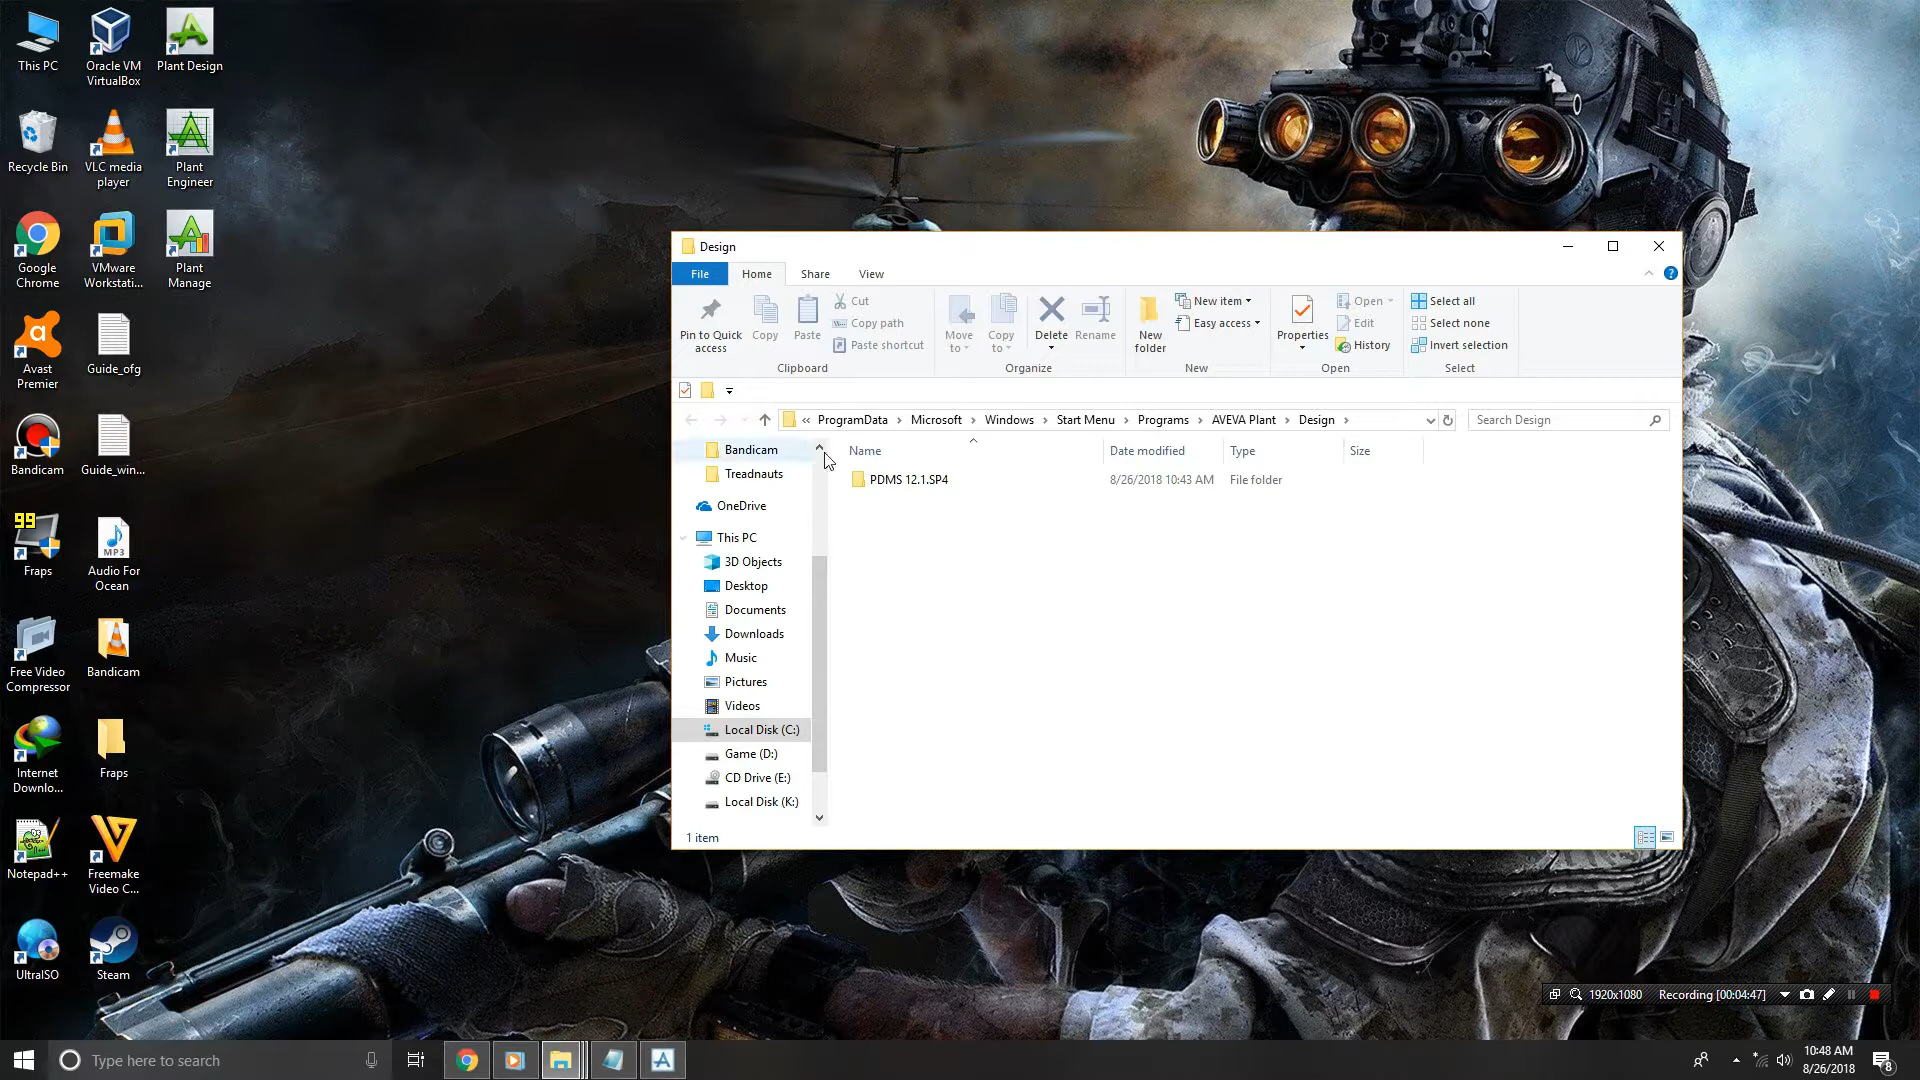 This PC
Oracle VM
VirtualBox
Plant Design
Recycle Bin
VLC media
player
Plant
Engineer
Google
Chrome
VMware
Workstati...
Plant
Manage
Avast
Premier
Guide_ofg
Bandicam
Guide_win...
99
Fraps
MP3
Audio For
Ocean
Free Video
Compressor
Bandicam
Internet
Downlo...
Fraps
Notepad++
Freemake
Video C...
UltraISO
Steam
Design
File
Home
Share
View
Pin to Quick
access
Copy
Paste
Cut
Copy path
Paste shortcut
Clipboard
Move
to
Copy
to
Delete
Rename
Organize
New
folder
New item
Easy access
New
Properties
Open
Edit
History
Open
Select all
Select none
Invert selection
Select
« ProgramData > Microsoft > Windows > Start Menu > Programs > AVEVA Plant > Design >
Search Design
Name
Date modified
Type
Size
PDMS 12.1.SP4
8/26/2018 10:43 AM
File folder
Bandicam
Treadnauts
OneDrive
This PC
3D Objects
Desktop
Documents
Downloads
Music
Pictures
Videos
Local Disk (C:)
Game (D:)
CD Drive (E:)
Local Disk (K:)
1 item
1920x1080
Recording [00:04:47]
Type here to search
10:48 AM
8/26/2018
8